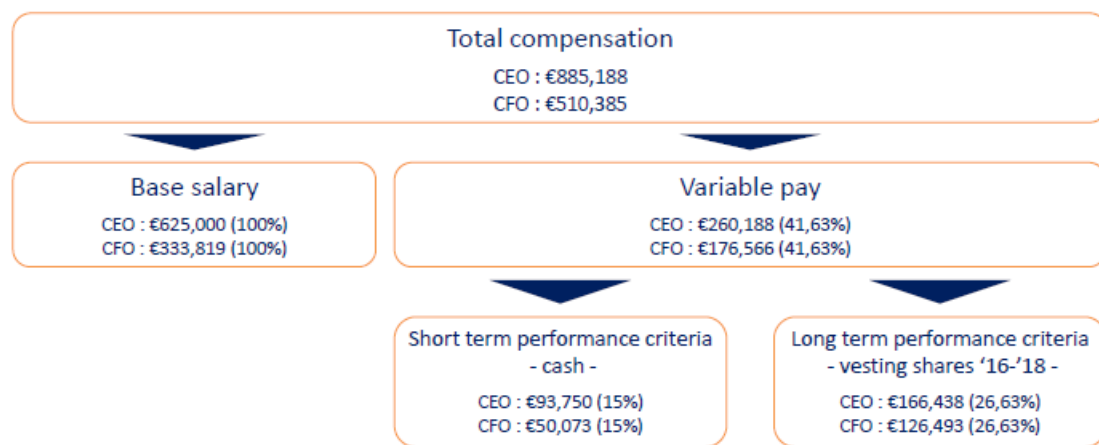 Total compensation
CEO : €885,188
CFO : €510,385
Base salary
CEO : €625,000 (100%)
CFO : €333,819 (100%)
Variable pay
CEO : €260,188 (41,63%)
CFO : €176,566 (41,63%)
Short term performance criteria
- cash -
CEO : €93,750 (15%)
CFO : €50,073 (15%)
Long term performance criteria
- vesting shares ‘16-’18 -
CEO : €166,438 (26,63%)
CFO : €126,493 (26,63%)